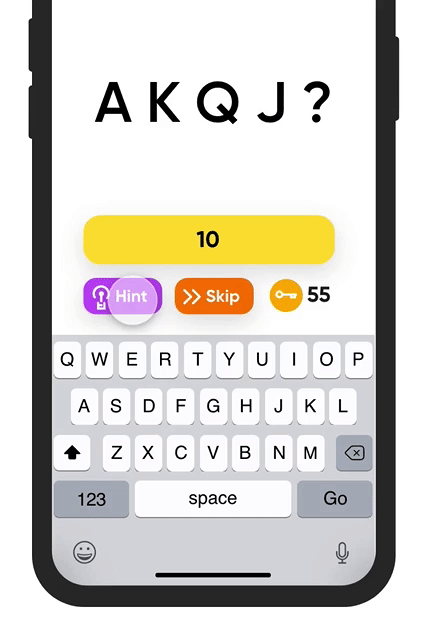 A K Q J ?
10
Hint Skip 55
Q W E R T Y U I O P
A S D F G H J K L
Z X C V B N M
123 space Go